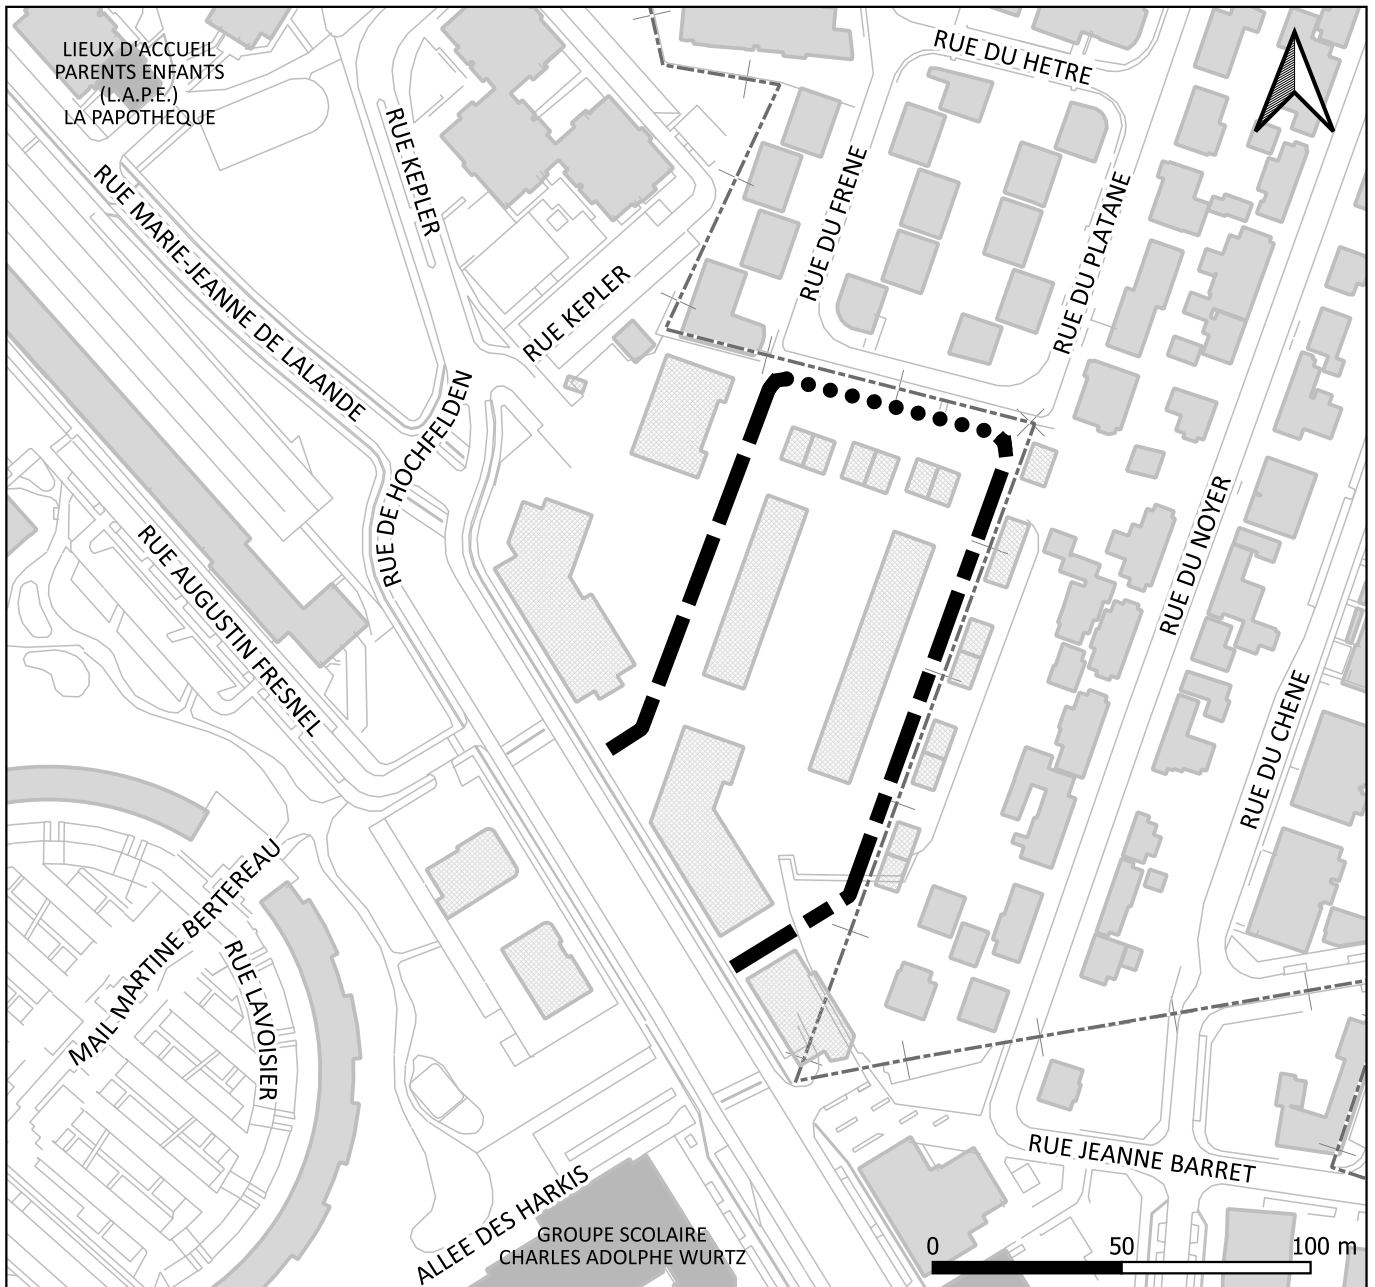 LIEUX D'ACCUEIL
PARENTS ENFANTS
(L.A.P.E.)
LA PAPOTHEQUE
RUE DU HETRE
RUE KEPLER
RUE DU FRENE
RUE DU PLATANE
RUE MARIE-JEANNE DE LALANDE
RUE KEPLER
RUE DE HOCHFELDEN
RUE AUGUSTIN FRESNEL
RUE DU NOYER
RUE DU CHENE
MAIL MARTINE BERTEREAU
RUE LAVOISIER
RUE JEANNE BARRET
ALLEE DES HARKIS
GROUPE SCOLAIRE
CHARLES ADOLPHE WURTZ
0 50 100 m